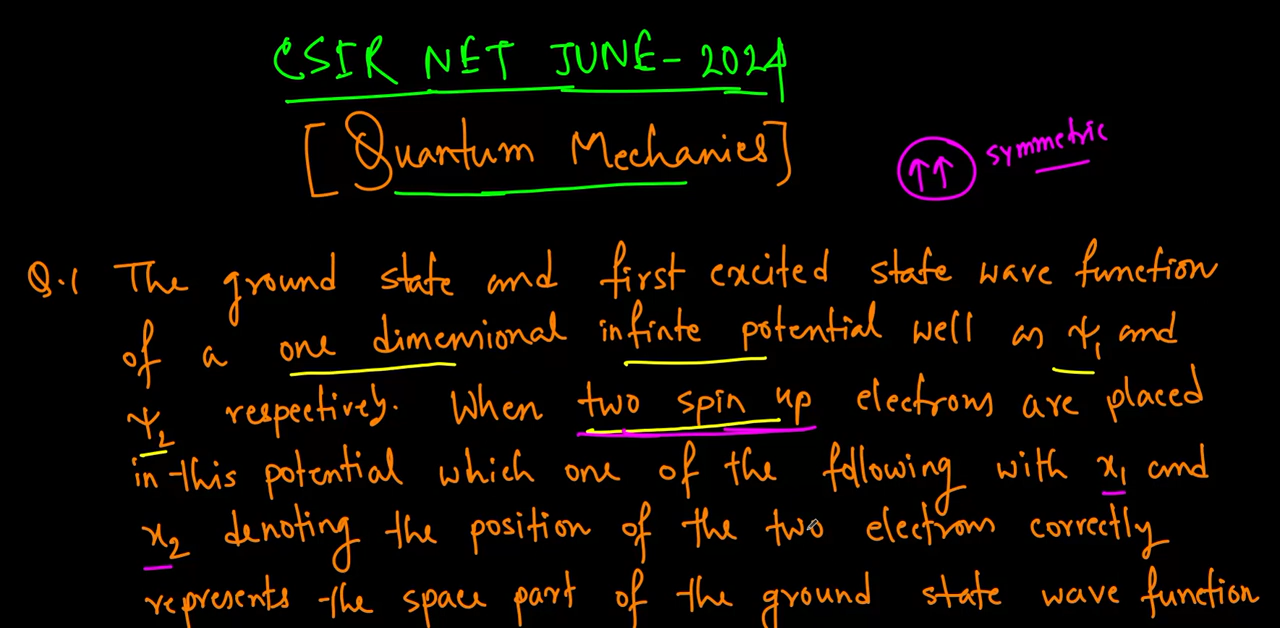 CSIR NET JUNE-2024
[Quantum Mechanics]
↑↑ symmetric
Q.1 The ground state and first excited state wave function
of a one dimensional infinte potential well as ψ₁ and
ψ₂ respectively. When two spin up electrons are placed
in this potential which one of the following with x₁ and
x₂ denoting the position of the two electrons correctly
represents the space part of the ground state wave function